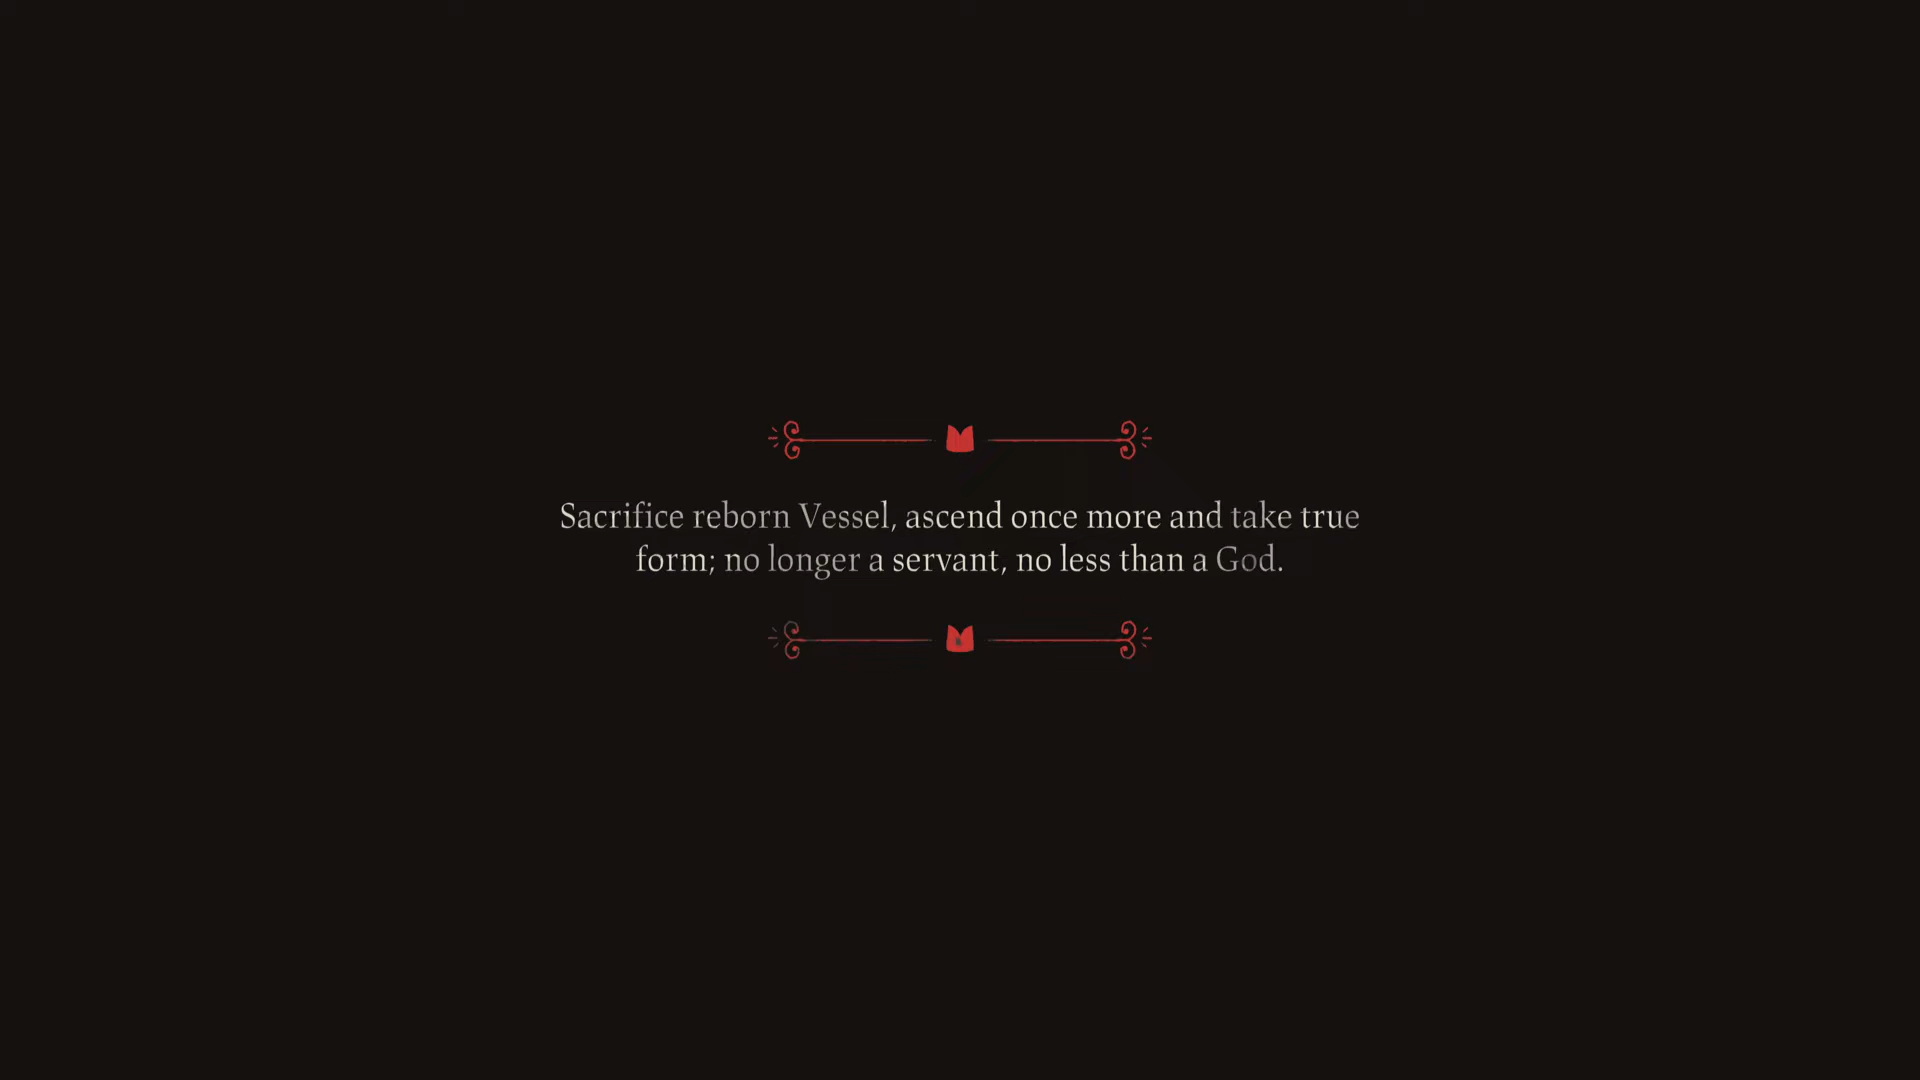 Sacrifice reborn Vessel, ascend once more and take true
form; no longer a servant, no less than a God.